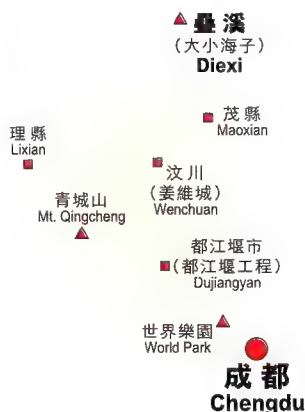 疊溪
（大小海子）
Diexi
茂縣
Maoxian
理縣
Lixian
汶川
（姜維城）
Wenchuan
青城山
Mt. Qingcheng
都江堰市
（都江堰工程）
Dujiangyan
世界樂園
World Park
成都
Chengdu